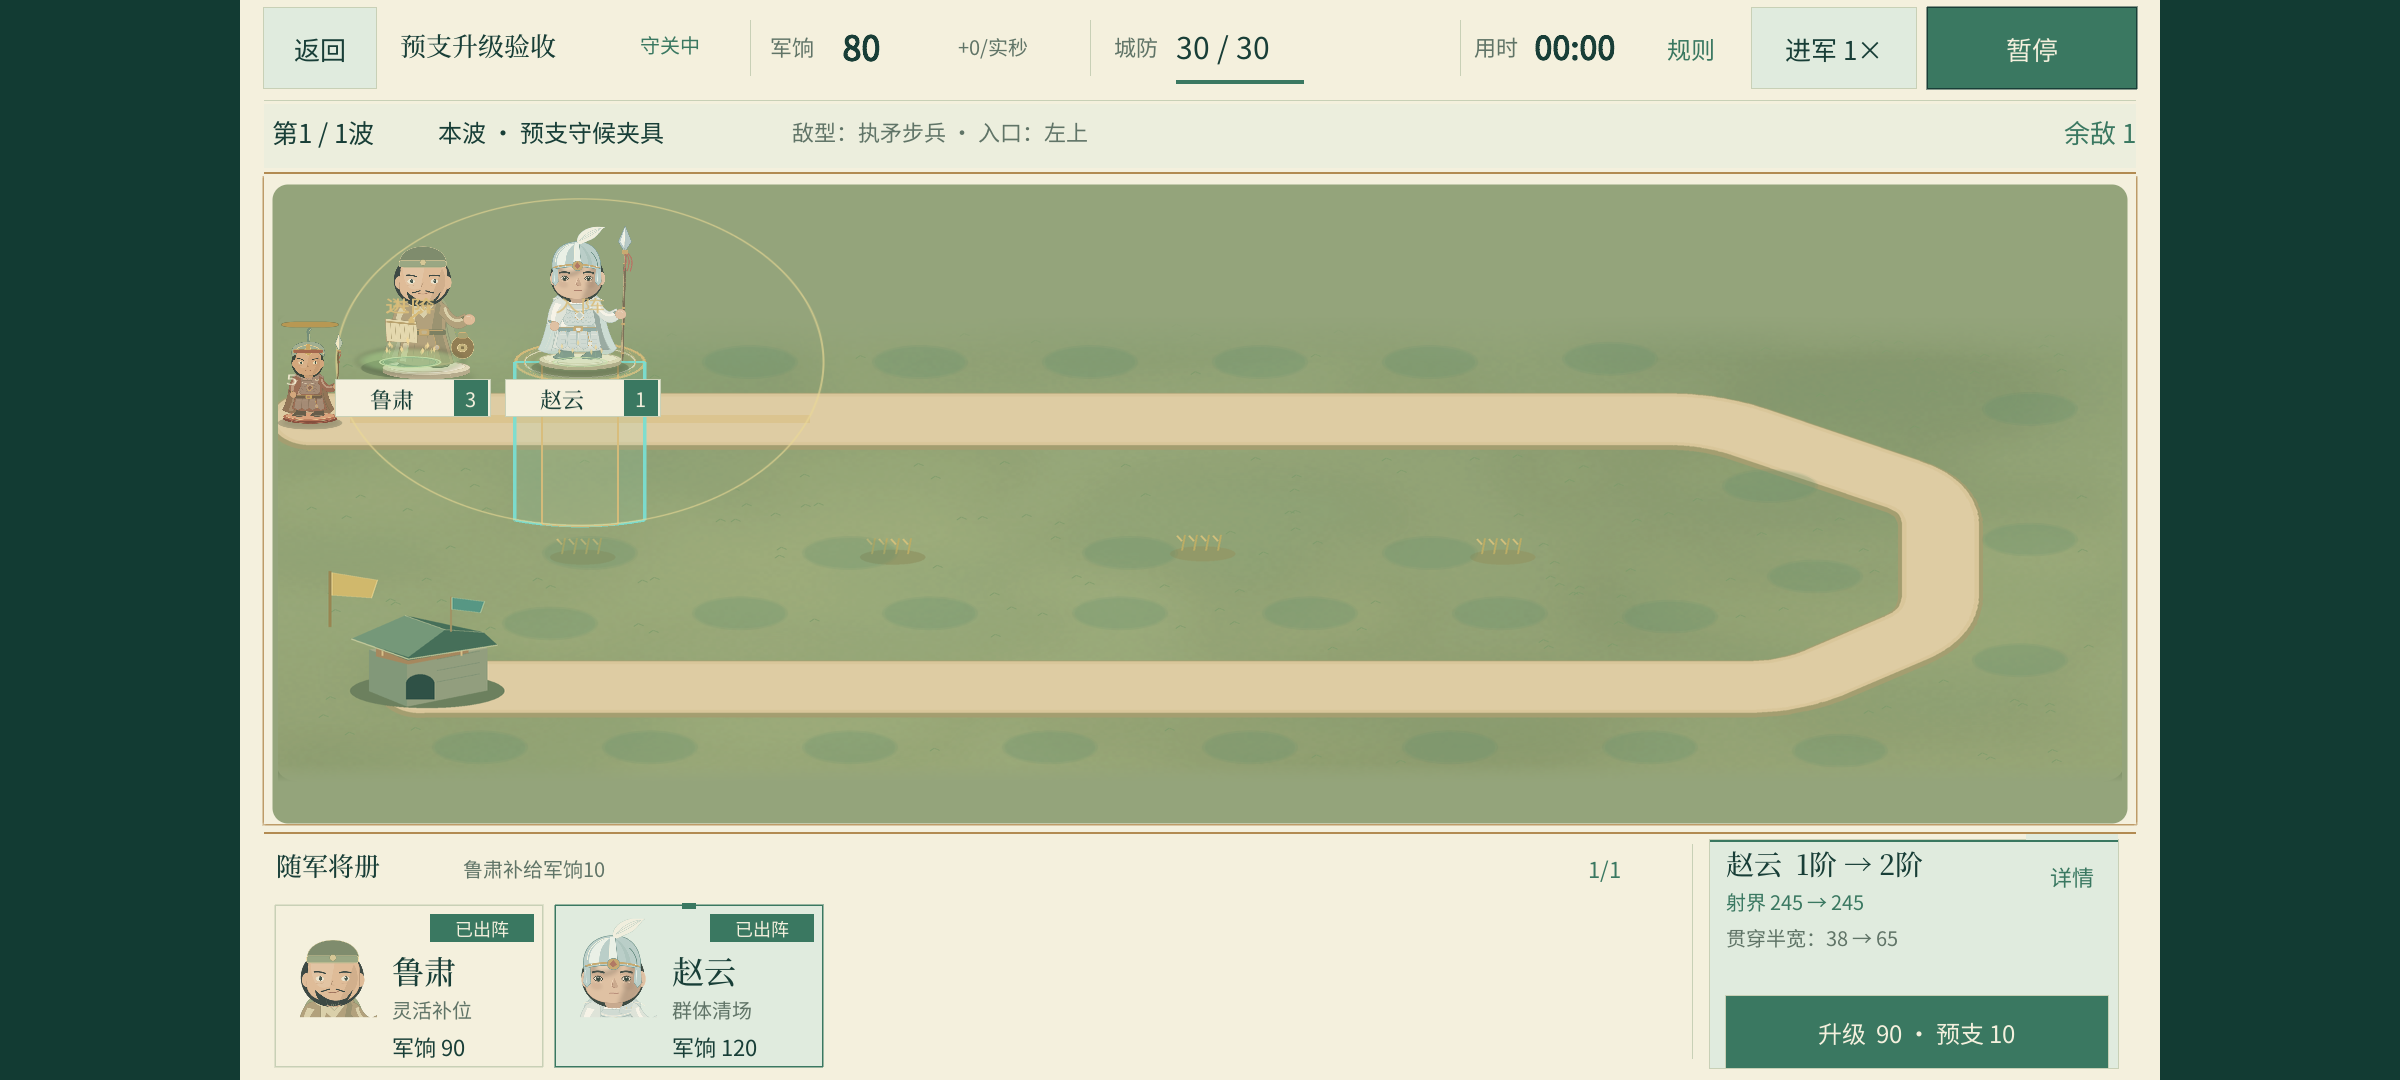 返回
预支升级验收
守关中
军饷 80 +0/实秒
城防 30 / 30
用时 00:00
规则
进军 1×
暂停
第1 / 1波
本波 · 预支守候夹具
敌型：执矛步兵 · 入口：左上
余敌 1
5
鲁肃 3
赵云 1
随军将册
鲁肃补给军饷10
1/1
已出阵
鲁肃
灵活补位
军饷 90
已出阵
赵云
群体清场
军饷 120
赵云 1阶 → 2阶
详情
射界 245 → 245
贯穿半宽：38 → 65
升级 90 · 预支 10